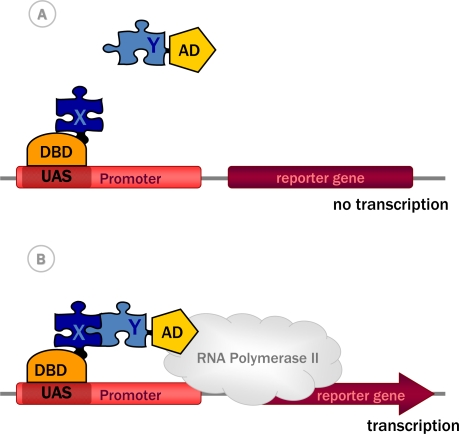 A
Y
AD
X
DBD
UAS
Promoter
reporter gene
no transcription
B
X
Y
AD
RNA Polymerase II
DBD
UAS
Promoter
reporter gene
transcription